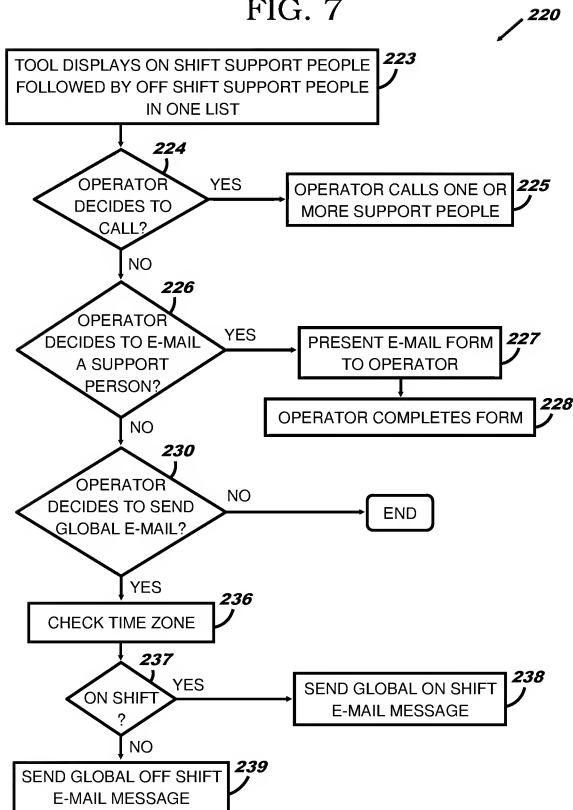 FIG. 7
220
TOOL DISPLAYS ON SHIFT SUPPORT PEOPLE
FOLLOWED BY OFF SHIFT SUPPORT PEOPLE
IN ONE LIST
223
224
OPERATOR
DECIDES TO
CALL?
YES
OPERATOR CALLS ONE OR
MORE SUPPORT PEOPLE
225
NO
226
OPERATOR
DECIDES TO E-MAIL
A SUPPORT
PERSON?
YES
PRESENT E-MAIL FORM
TO OPERATOR
227
OPERATOR COMPLETES FORM
228
NO
230
OPERATOR
DECIDES TO SEND
GLOBAL E-MAIL?
NO
END
YES
CHECK TIME ZONE
236
237
ON SHIFT
?
YES
SEND GLOBAL ON SHIFT
E-MAIL MESSAGE
238
NO
SEND GLOBAL OFF SHIFT
E-MAIL MESSAGE
239